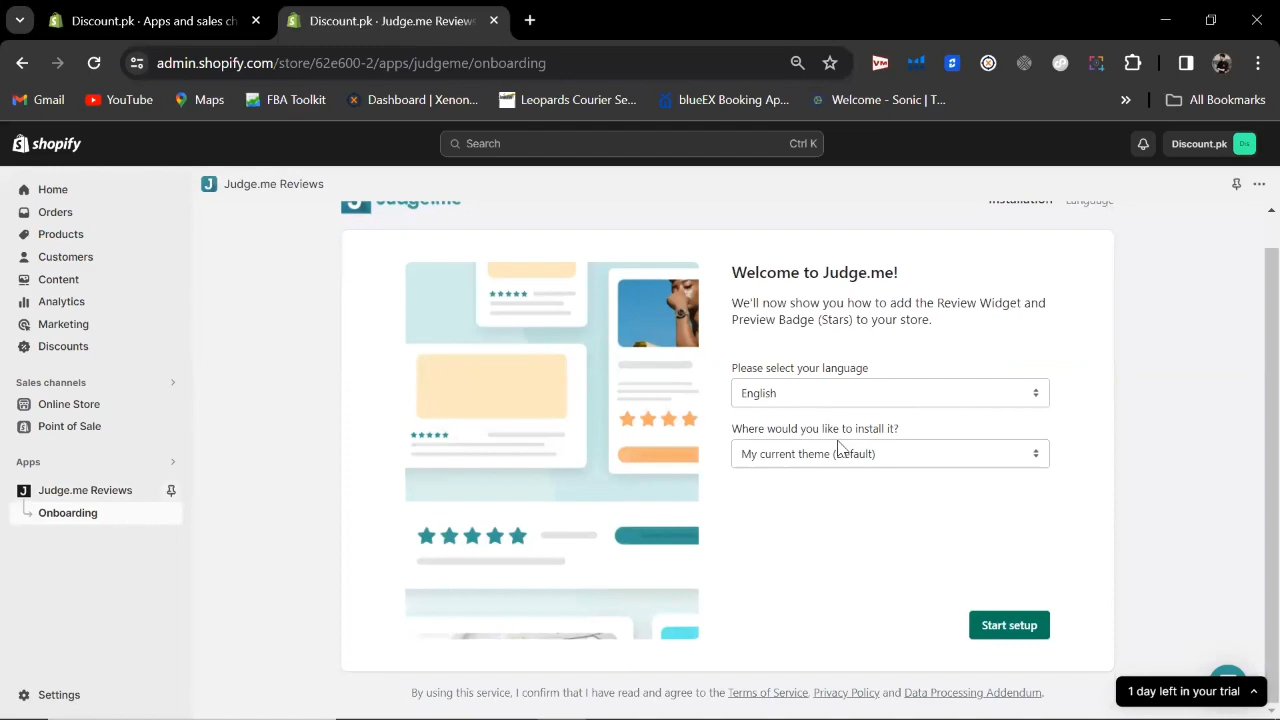 Discount.pk · Apps and sales ch
Discount.pk · Judge.me Reviews
admin.shopify.com/store/62e600-2/apps/judgeme/onboarding
Gmail
YouTube
Maps
FBA Toolkit
Dashboard | Xenon...
Leopards Courier Se...
blueEX Booking Ap...
Welcome - Sonic | T...
All Bookmarks
shopify
Search
Ctrl K
Discount.pk
Dis
Home
Orders
Products
Customers
Content
Analytics
Marketing
Discounts
Sales channels
Online Store
Point of Sale
Apps
Judge.me Reviews
Onboarding
Settings
J Judge.me Reviews
Judge.me
Installation
Language
Welcome to Judge.me!
We'll now show you how to add the Review Widget and
Preview Badge (Stars) to your store.
Please select your language
English
Where would you like to install it?
My current theme (Default)
Start setup
By using this service, I confirm that I have read and agree to the Terms of Service, Privacy Policy and Data Processing Addendum.
1 day left in your trial